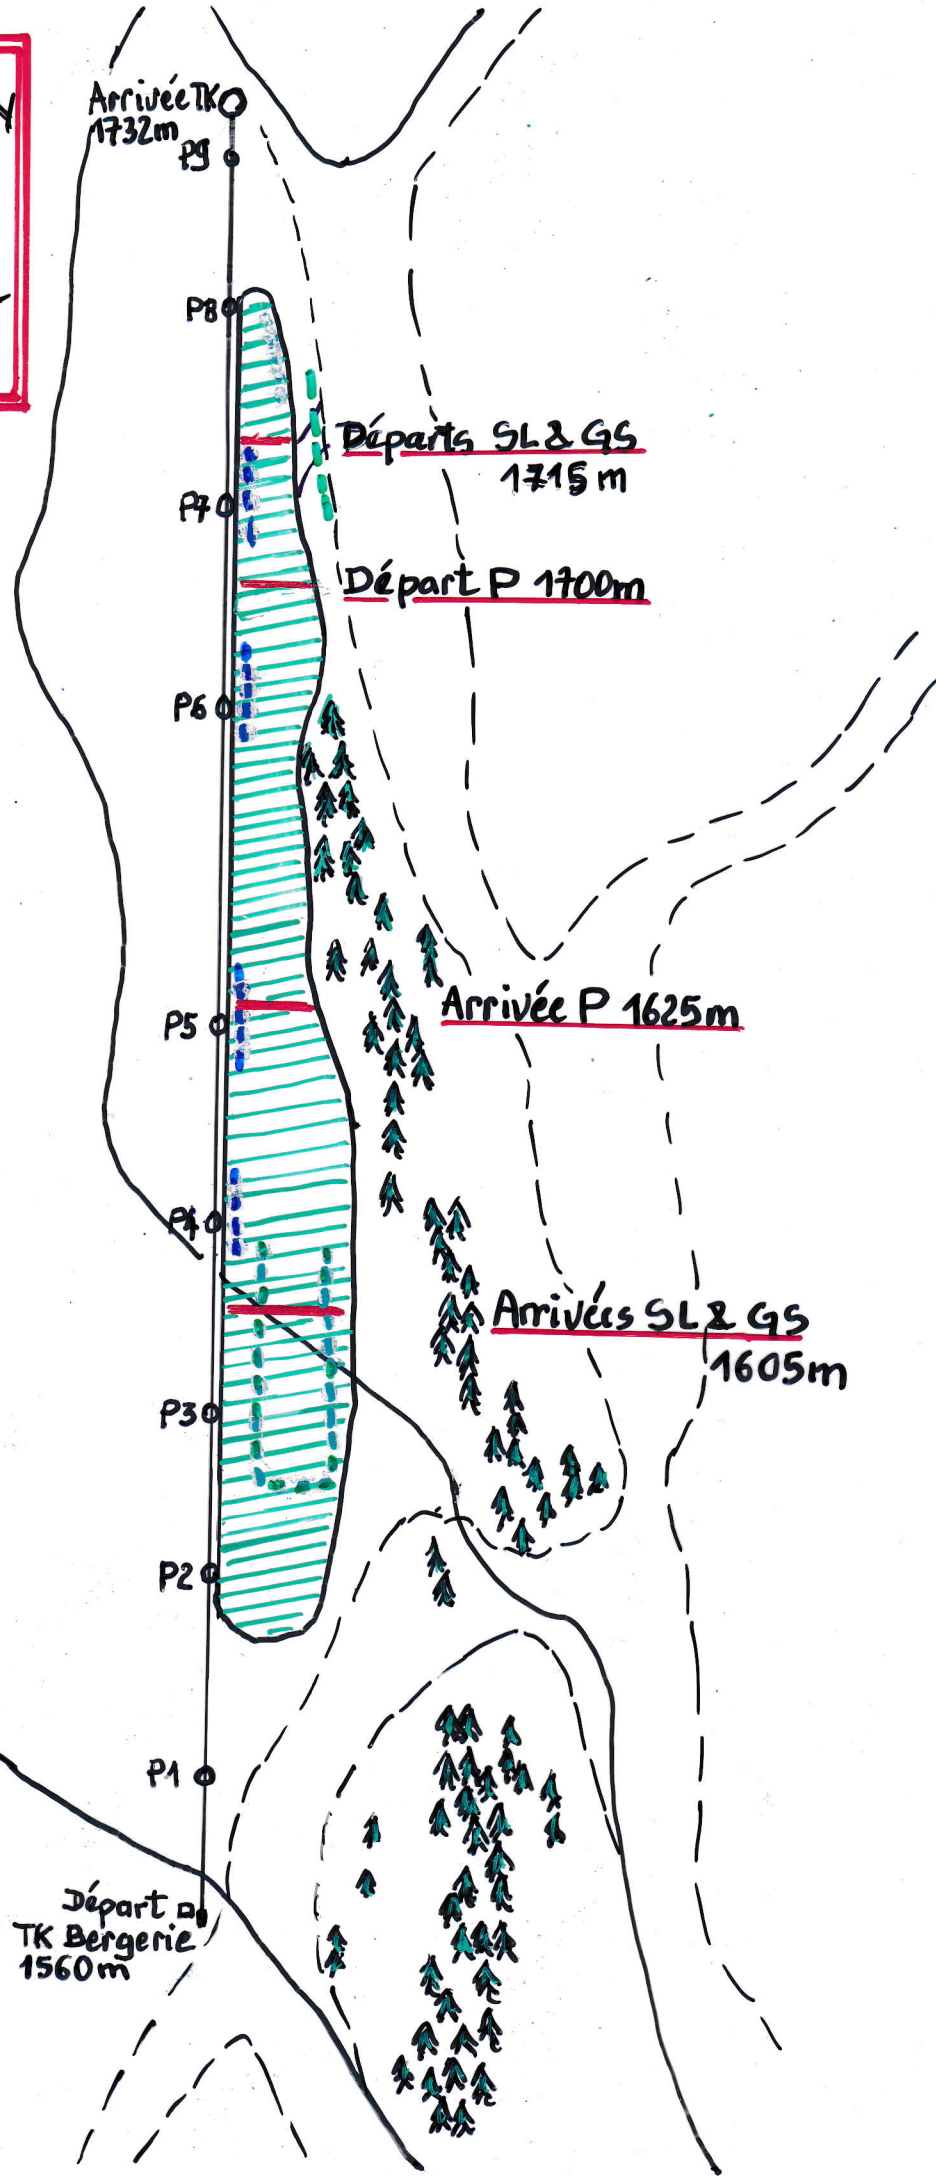 Arrivée TK
1732m
P9
P8
Départs SL & GS
1715 m
P7
Départ P 1700m
P6
Arrivée P 1625m
P5
P4
Arrivées SL & GS
1605m
P3
P2
P1
Départ
TK Bergerie
1560m